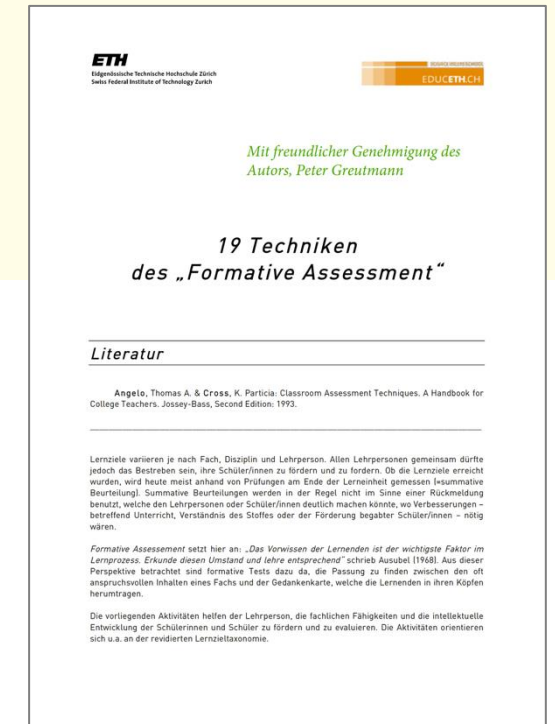 ETH
Eidgenössische Technische Hochschule Zürich
Swiss Federal Institute of Technology Zurich
EDUCETH.CH
Mit freundlicher Genehmigung des
Autors, Peter Greutmann
19 Techniken
des „Formative Assessment“
Literatur
Angelo, Thomas A. & Cross, K. Particia: Classroom Assessment Techniques. A Handbook for
College Teachers. Jossey-Bass, Second Edition: 1993.
Lernziele variieren je nach Fach, Disziplin und Lehrperson. Allen Lehrpersonen gemeinsam dürfte
jedoch das Bestreben sein, ihre Schüler/innen zu fördern und zu fordern. Ob die Lernziele erreicht
wurden, wird heute meist anhand von Prüfungen am Ende der Lerneinheit gemessen (=summative
Beurteilung). Summative Beurteilungen werden in der Regel nicht im Sinne einer Rückmeldung
benutzt, welche den Lehrpersonen oder Schüler/innen deutlich machen könnte, wo Verbesserungen –
betreffend Unterricht, Verständnis des Stoffes oder der Förderung begabter Schüler/innen – nötig
wären.
Formative Assessment setzt hier an: „Das Vorwissen der Lernenden ist der wichtigste Faktor im
Lernprozess. Erkunde diesen Umstand und lehre entsprechend“ schrieb Ausubel (1968). Aus dieser
Perspektive betrachtet sind formative Tests dazu da, die Passung zu finden zwischen den oft
anspruchsvollen Inhalten eines Fachs und der Gedankenkarte, welche die Lernenden in ihren Köpfen
herumtragen.
Die vorliegenden Aktivitäten helfen der Lehrperson, die fachlichen Fähigkeiten und die intellektuelle
Entwicklung der Schülerinnen und Schüler zu fördern und zu evaluieren. Die Aktivitäten orientieren
sich u.a. an der revidierten Lernzieltaxonomie.